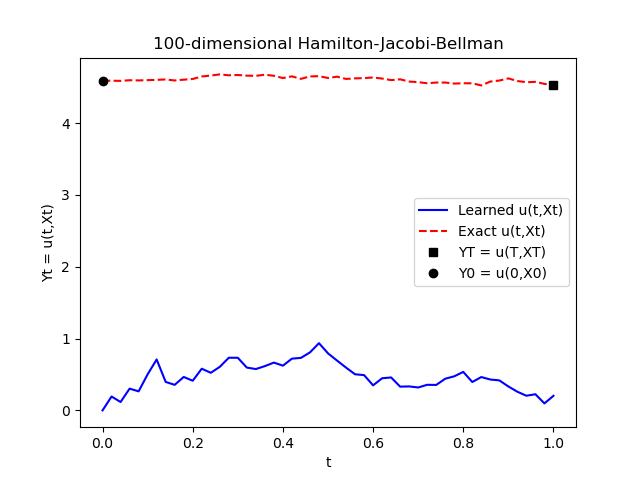 100-dimensional Hamilton-Jacobi-Bellman
Yt = u(t,Xt)
4
3
2
1
0
Learned u(t,Xt)
Exact u(t,Xt)
YT = u(T,XT)
Y0 = u(0,X0)
0.0 0.2 0.4 0.6 0.8 1.0
t